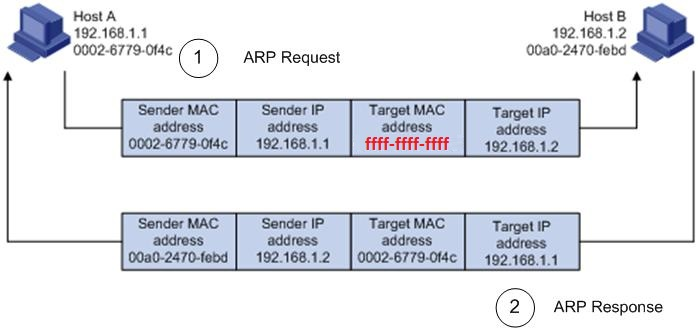 Host A
192.168.1.1
0002-6779-0f4c
Host B
192.168.1.2
00a0-2470-febd
1
ARP Request
Sender MAC
address
0002-6779-0f4c
Sender IP
address
192.168.1.1
Target MAC
address
ffff-ffff-ffff
Target IP
address
192.168.1.2
Sender MAC
address
00a0-2470-febd
Sender IP
address
192.168.1.2
Target MAC
address
0002-6779-0f4c
Target IP
address
192.168.1.1
2
ARP Response